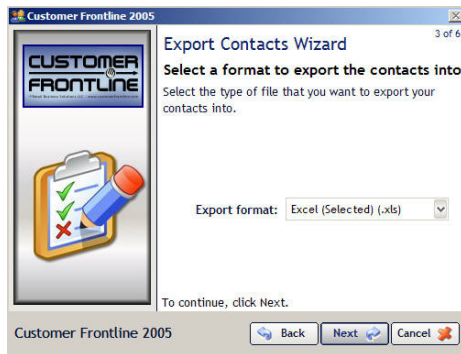 Customer Frontline 2005
3 of 6
Export Contacts Wizard
CUSTOMER
FRONTLINE
Select a format to export the contacts into
Select the type of file that you want to export your
contacts into.
Export format: Excel (Selected) (.xls)
To continue, click Next.
Customer Frontline 2005
Back Next Cancel